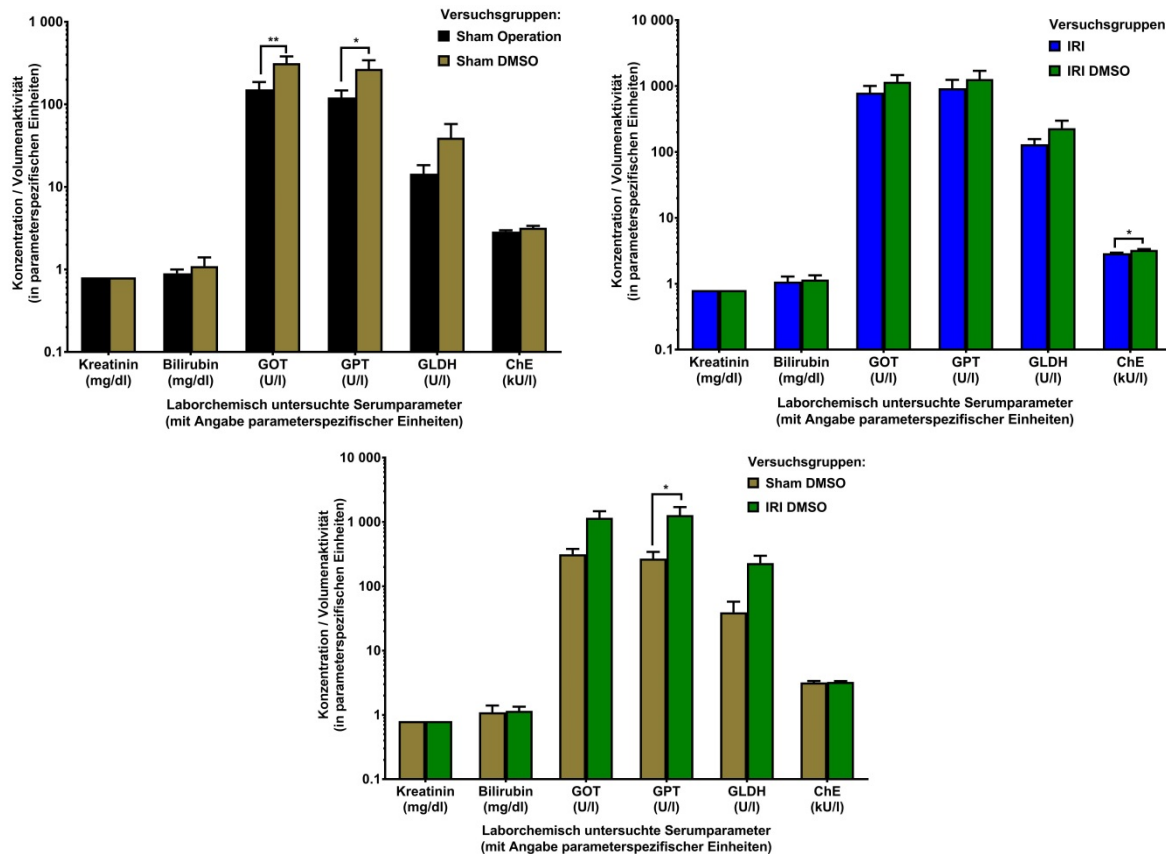 Konzentration / Volumenaktivität
(in parameterspezifischen Einheiten)
1 000
100
10
1
0.1
Versuchsgruppen:
Sham Operation
Sham DMSO
**
*
Kreatinin
(mg/dl)
Bilirubin
(mg/dl)
GOT
(U/l)
GPT
(U/l)
GLDH
(U/l)
ChE
(kU/l)
Laborchemisch untersuchte Serumparameter
(mit Angabe parameterspezifischer Einheiten)
Konzentration / Volumenaktivität
(in parameterspezifischen Einheiten)
10 000
1 000
100
10
1
0.1
Versuchsgruppen
IRI
IRI DMSO
*
Kreatinin
(mg/dl)
Bilirubin
(mg/dl)
GOT
(U/l)
GPT
(U/l)
GLDH
(U/l)
ChE
(kU/l)
Laborchemisch untersuchte Serumparameter
(mit Angabe parameterspezifischer Einheiten)
Konzentration / Volumenaktivität
(in parameterspezifischen Einheiten)
10 000
1 000
100
10
1
0.1
Versuchsgruppen:
Sham DMSO
IRI DMSO
*
Kreatinin
(mg/dl)
Bilirubin
(mg/dl)
GOT
(U/l)
GPT
(U/l)
GLDH
(U/l)
ChE
(kU/l)
Laborchemisch untersuchte Serumparameter
(mit Angabe parameterspezifischer Einheiten)